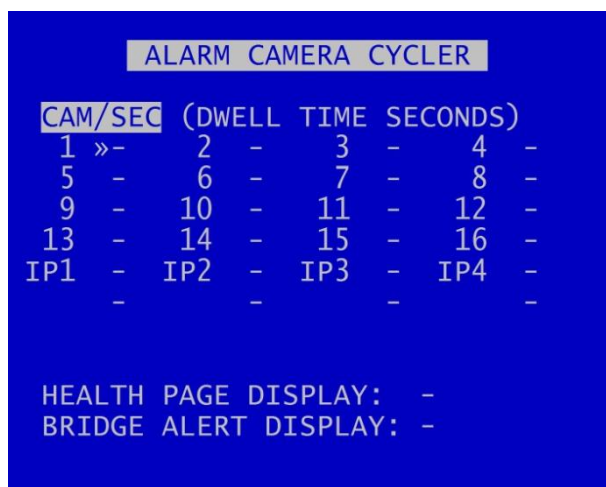 ALARM CAMERA CYCLER
CAM/SEC (DWELL TIME SECONDS)
1 »- 2 - 3 - 4 -
5 - 6 - 7 - 8 -
9 - 10 - 11 - 12 -
13 - 14 - 15 - 16 -
IP1 - IP2 - IP3 - IP4 -
- - - -
HEALTH PAGE DISPLAY: -
BRIDGE ALERT DISPLAY: -